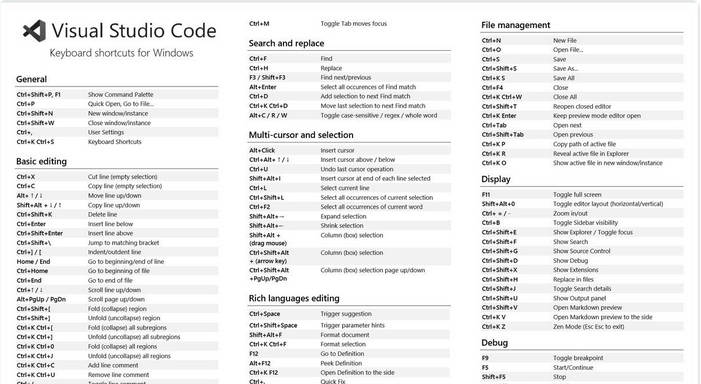 Visual Studio Code
Keyboard shortcuts for Windows
General
Ctrl+Shift+P, F1 Show Command Palette
Ctrl+P Quick Open, Go to File...
Ctrl+Shift+N New window/instance
Ctrl+Shift+W Close window/instance
Ctrl+, User Settings
Ctrl+K Ctrl+S Keyboard Shortcuts
Basic editing
Ctrl+X Cut line (empty selection)
Ctrl+C Copy line (empty selection)
Alt+ ↑ / ↓ Move line up/down
Shift+Alt + ↓ / ↑ Copy line up/down
Ctrl+Shift+K Delete line
Ctrl+Enter Insert line below
Ctrl+Shift+Enter Insert line above
Ctrl+Shift+\ Jump to matching bracket
Ctrl+] / [ Indent/outdent line
Home / End Go to beginning/end of line
Ctrl+Home Go to beginning of file
Ctrl+End Go to end of file
Ctrl+↑ / ↓ Scroll line up/down
Alt+PgUp / PgDn Scroll page up/down
Ctrl+Shift+[ Fold (collapse) region
Ctrl+Shift+] Unfold (uncollapse) region
Ctrl+K Ctrl+[ Fold (collapse) all subregions
Ctrl+K Ctrl+] Unfold (uncollapse) all subregions
Ctrl+K Ctrl+0 Fold (collapse) all regions
Ctrl+K Ctrl+J Unfold (uncollapse) all regions
Ctrl+K Ctrl+C Add line comment
Ctrl+K Ctrl+U Remove line comment
Ctrl+M Toggle Tab moves focus
Search and replace
Ctrl+F Find
Ctrl+H Replace
F3 / Shift+F3 Find next/previous
Alt+Enter Select all occurences of Find match
Ctrl+D Add selection to next Find match
Ctrl+K Ctrl+D Move last selection to next Find match
Alt+C / R / W Toggle case-sensitive / regex / whole word
Multi-cursor and selection
Alt+Click Insert cursor
Ctrl+Alt+ ↑ / ↓ Insert cursor above / below
Ctrl+U Undo last cursor operation
Shift+Alt+I Insert cursor at end of each line selected
Ctrl+L Select current line
Ctrl+Shift+L Select all occurrences of current selection
Ctrl+F2 Select all occurrences of current word
Shift+Alt+→ Expand selection
Shift+Alt+← Shrink selection
Shift+Alt + Column (box) selection
(drag mouse)
Ctrl+Shift+Alt Column (box) selection
+ (arrow key)
Ctrl+Shift+Alt Column (box) selection page up/down
+PgUp/PgDn
Rich languages editing
Ctrl+Space Trigger suggestion
Ctrl+Shift+Space Trigger parameter hints
Shift+Alt+F Format document
Ctrl+K Ctrl+F Format selection
F12 Go to Definition
Alt+F12 Peek Definition
Ctrl+K F12 Open Definition to the side
Ctrl+. Quick Fix
File management
Ctrl+N New File
Ctrl+O Open File...
Ctrl+S Save
Ctrl+Shift+S Save As...
Ctrl+K S Save All
Ctrl+F4 Close
Ctrl+K Ctrl+W Close All
Ctrl+Shift+T Reopen closed editor
Ctrl+K Enter Keep preview mode editor open
Ctrl+Tab Open next
Ctrl+Shift+Tab Open previous
Ctrl+K P Copy path of active file
Ctrl+K R Reveal active file in Explorer
Ctrl+K O Show active file in new window/instance
Display
F11 Toggle full screen
Shift+Alt+0 Toggle editor layout (horizontal/vertical)
Ctrl+ = / - Zoom in/out
Ctrl+B Toggle Sidebar visibility
Ctrl+Shift+E Show Explorer / Toggle focus
Ctrl+Shift+F Show Search
Ctrl+Shift+G Show Source Control
Ctrl+Shift+D Show Debug
Ctrl+Shift+X Show Extensions
Ctrl+Shift+H Replace in files
Ctrl+Shift+J Toggle Search details
Ctrl+Shift+U Show Output panel
Ctrl+Shift+V Open Markdown preview
Ctrl+K V Open Markdown preview to the side
Ctrl+K Z Zen Mode (Esc Esc to exit)
Debug
F9 Toggle breakpoint
F5 Start/Continue
Shift+F5 Stop